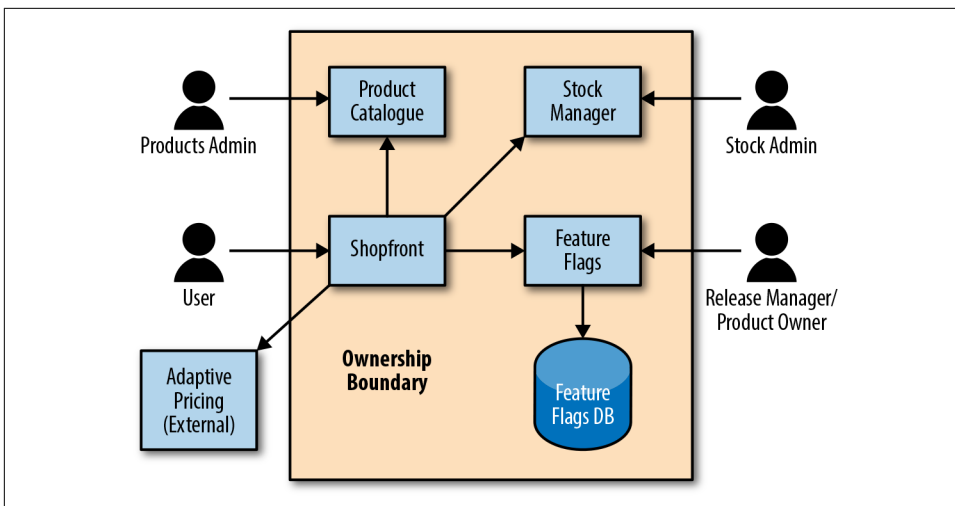 Product
Catalogue
Stock
Manager
Products Admin
Stock Admin
Shopfront
Feature
Flags
User
Release Manager/
Product Owner
Ownership
Boundary
Adaptive
Pricing
(External)
Feature
Flags DB